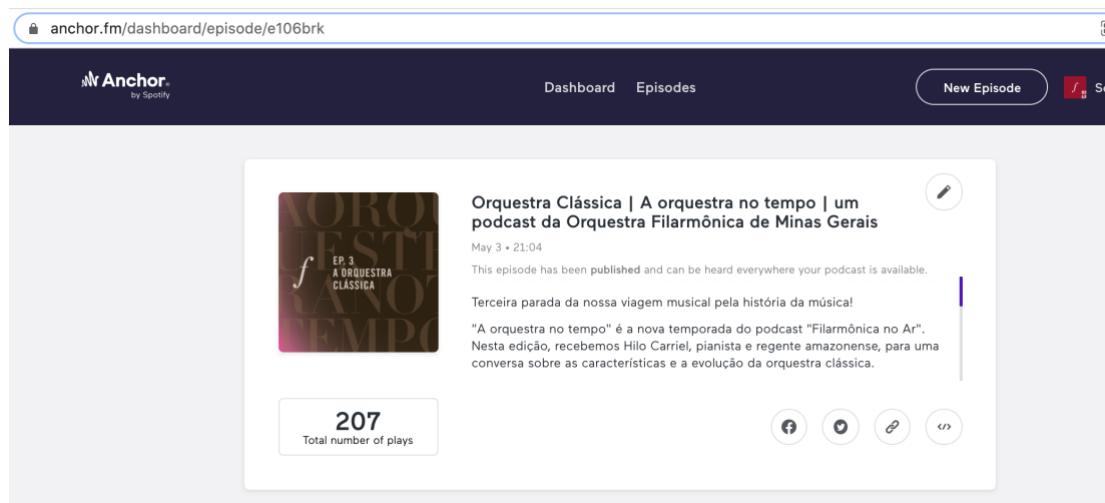 anchor.fm/dashboard/episode/e106brk
Anchor
by Spotify
Dashboard Episodes
New Episode
f
Orquestra Clássica | A orquestra no tempo | um
podcast da Orquestra Filarmônica de Minas Gerais
May 3 • 21:04
This episode has been published and can be heard everywhere your podcast is available.
EP. 3
A ORQUESTRA
CLÁSSICA
f
Terceira parada da nossa viagem musical pela história da música!
"A orquestra no tempo" é a nova temporada do podcast "Filarmônica no Ar".
Nesta edição, recebemos Hilo Carriel, pianista e regente amazonense, para uma
conversa sobre as características e a evolução da orquestra clássica.
207
Total number of plays